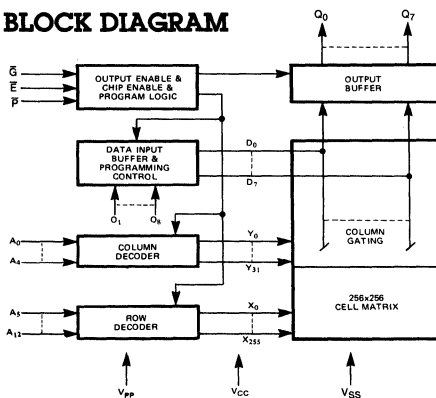 BLOCK DIAGRAM
Q0 Q7
G̅
E̅
P̅
OUTPUT ENABLE &
CHIP ENABLE &
PROGRAM LOGIC
OUTPUT
BUFFER
DATA INPUT
BUFFER &
PROGRAMMING
CONTROL
D0
D7
O1 O8
COLUMN
GATING
A0
A4
COLUMN
DECODER
Y0
Y31
256x256
CELL MATRIX
A5
A12
ROW
DECODER
X0
X255
VPP VCC VSS